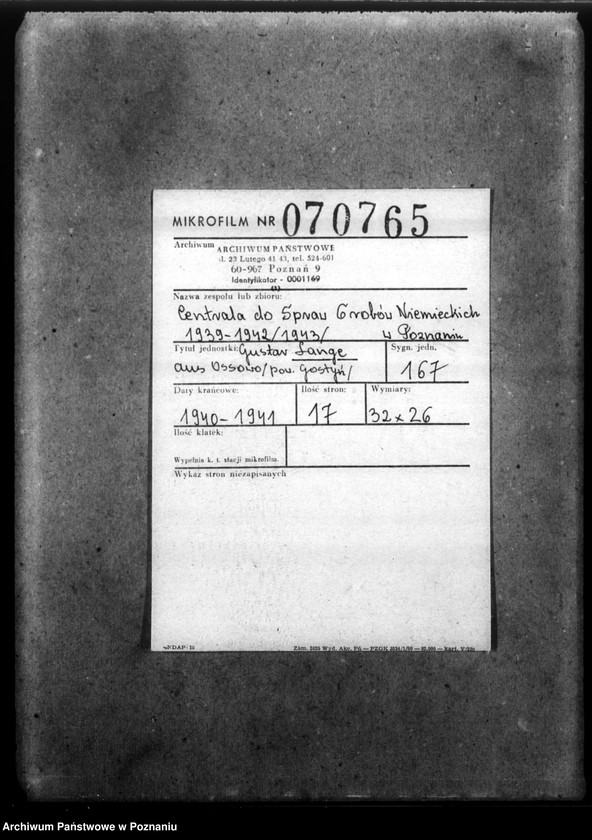 MIKROFILM NR 070765
Archiwum ARCHIWUM PAŃSTWOWE
ul. 23 Lutego 41 43, tel. 524-601
60-967 Poznań 9
Identyfikator - 0001169
Nazwa zespołu lub zbioru:
Centrala do Spraw Grobów Niemieckich
1939-1942/1943/ w Poznaniu
Tytuł jednostki: Gustav Lange
aus Ossowo /pow. Gostyń/
Sygn. jedn.
167
Daty krańcowe:
1940-1941
Ilość stron:
17
Wymiary:
32 x 26
Ilość klatek:
Wypełnia k. t. stacji mikrofilm.
Wykaz stron niezapisanych
Archiwum Państwowe w Poznaniu